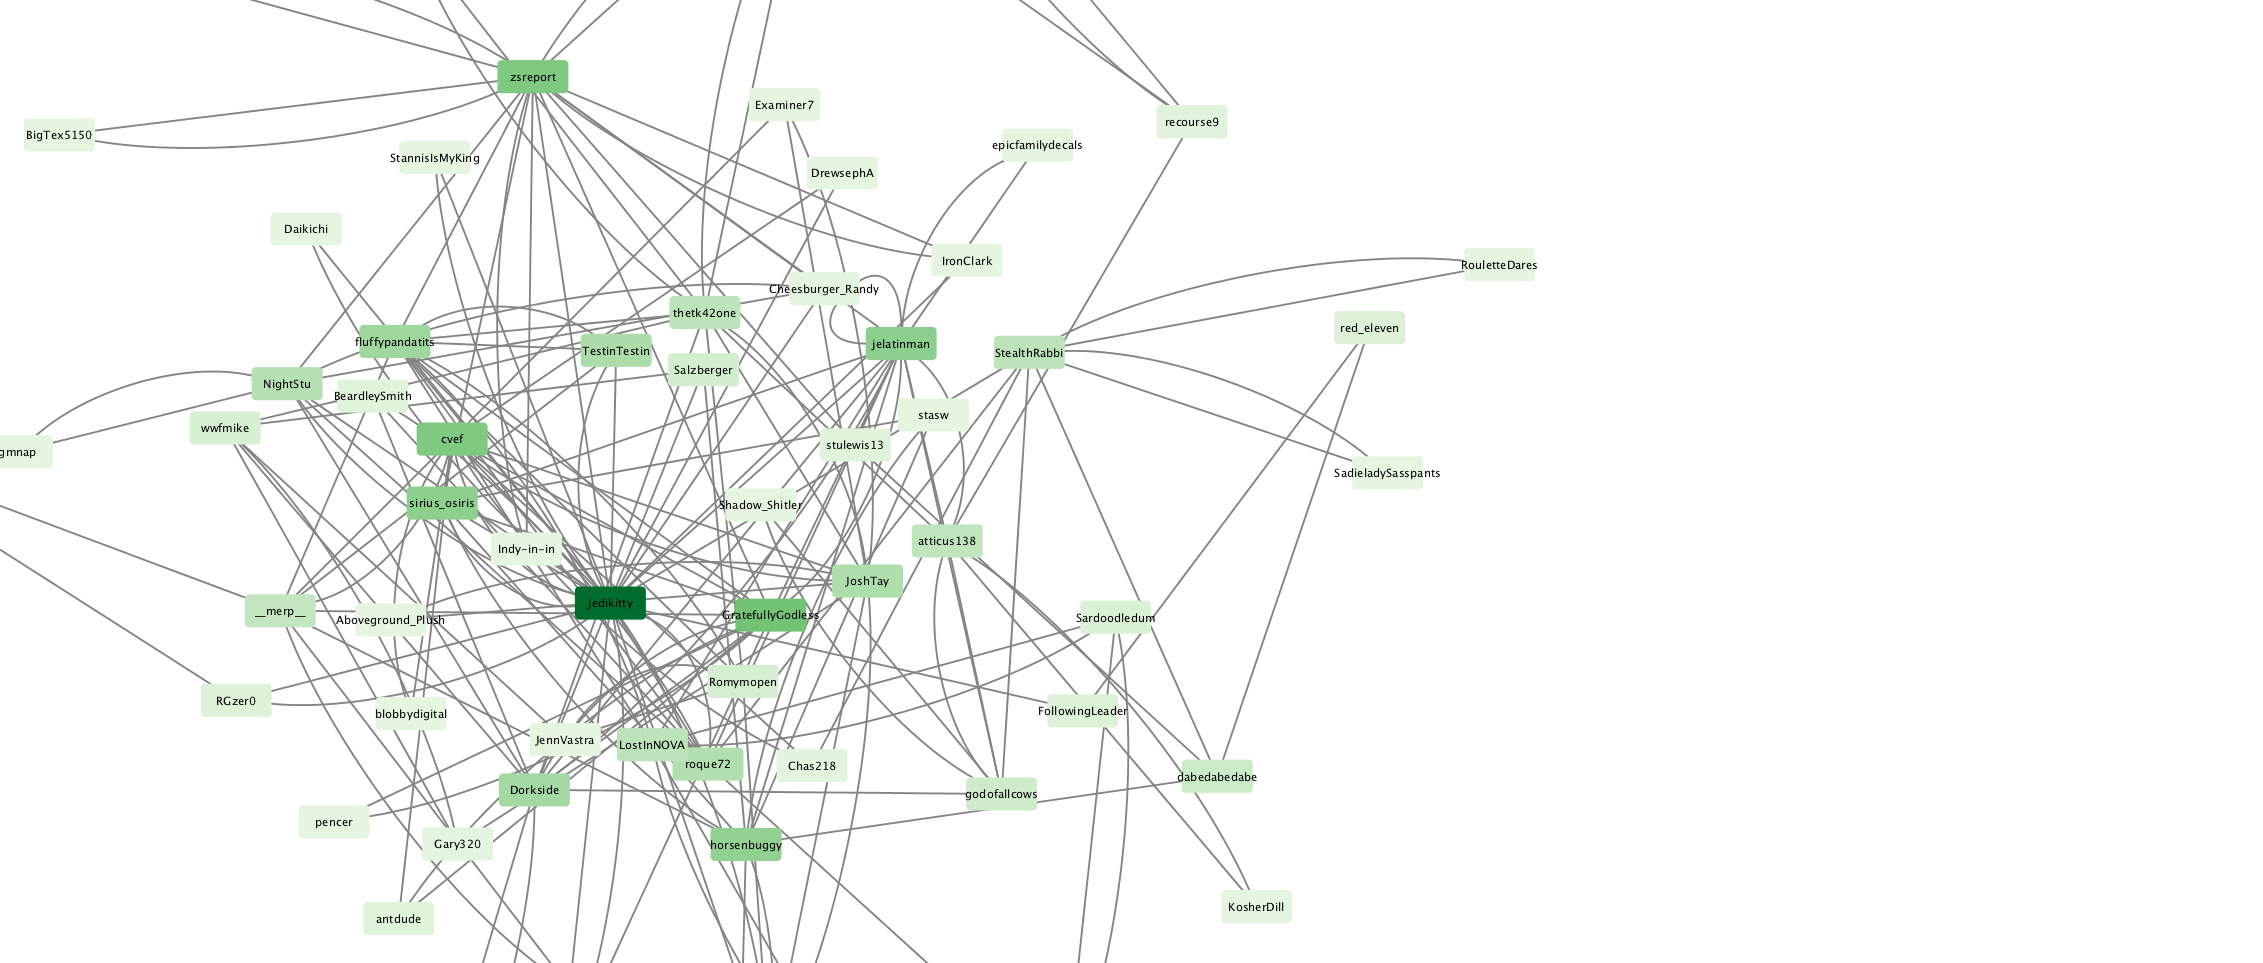 zsreport
Examiner7
recourse9
BigTex5150
epicfamilydecals
StannisIsMyKing
DrewsephA
Daikichi
IronClark
RouletteDares
Cheesburger_Randy
thetk42one
red_eleven
fluffypandatits
jelatinman
TestinTestin
StealthRabbi
Salzberger
NightStu
BeardleySmith
stasw
wwfmike
cvef
stulewis13
gmnap
SadieladySasspants
sirius_osiris
Shadow_Shitler
atticus138
Indy-in-in
JoshTay
jedikitty
__merp__
GratefullyGodless
Sardoodledum
Aboveground_Plush
Romymopen
RGzer0
FollowingLeader
blobbydigital
JennVastra
LostInNOVA
roque72
Chas218
dabedabedabe
Dorkside
godofallcows
pencer
Gary320
horsenbuggy
KosherDill
antdude